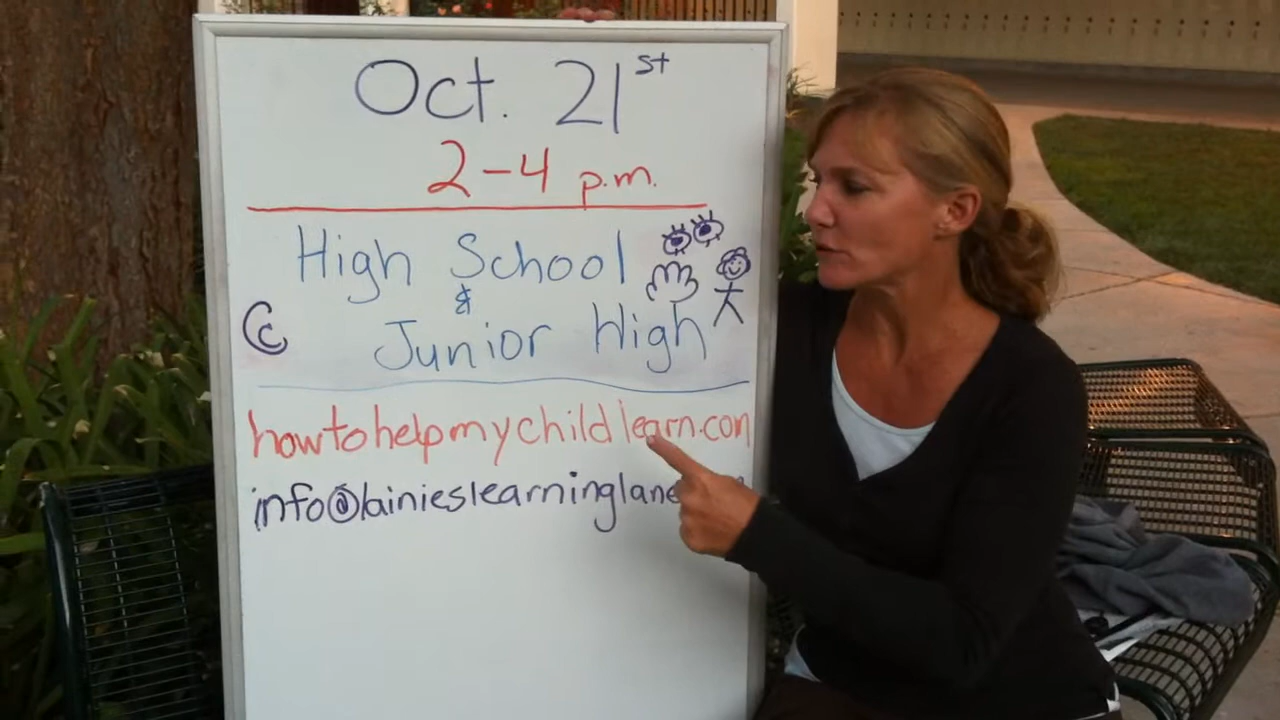 Oct. 21st
2-4 p.m.
High School
&
Junior High
howtohelpmychildlearn.com
info@lainieslearninglane